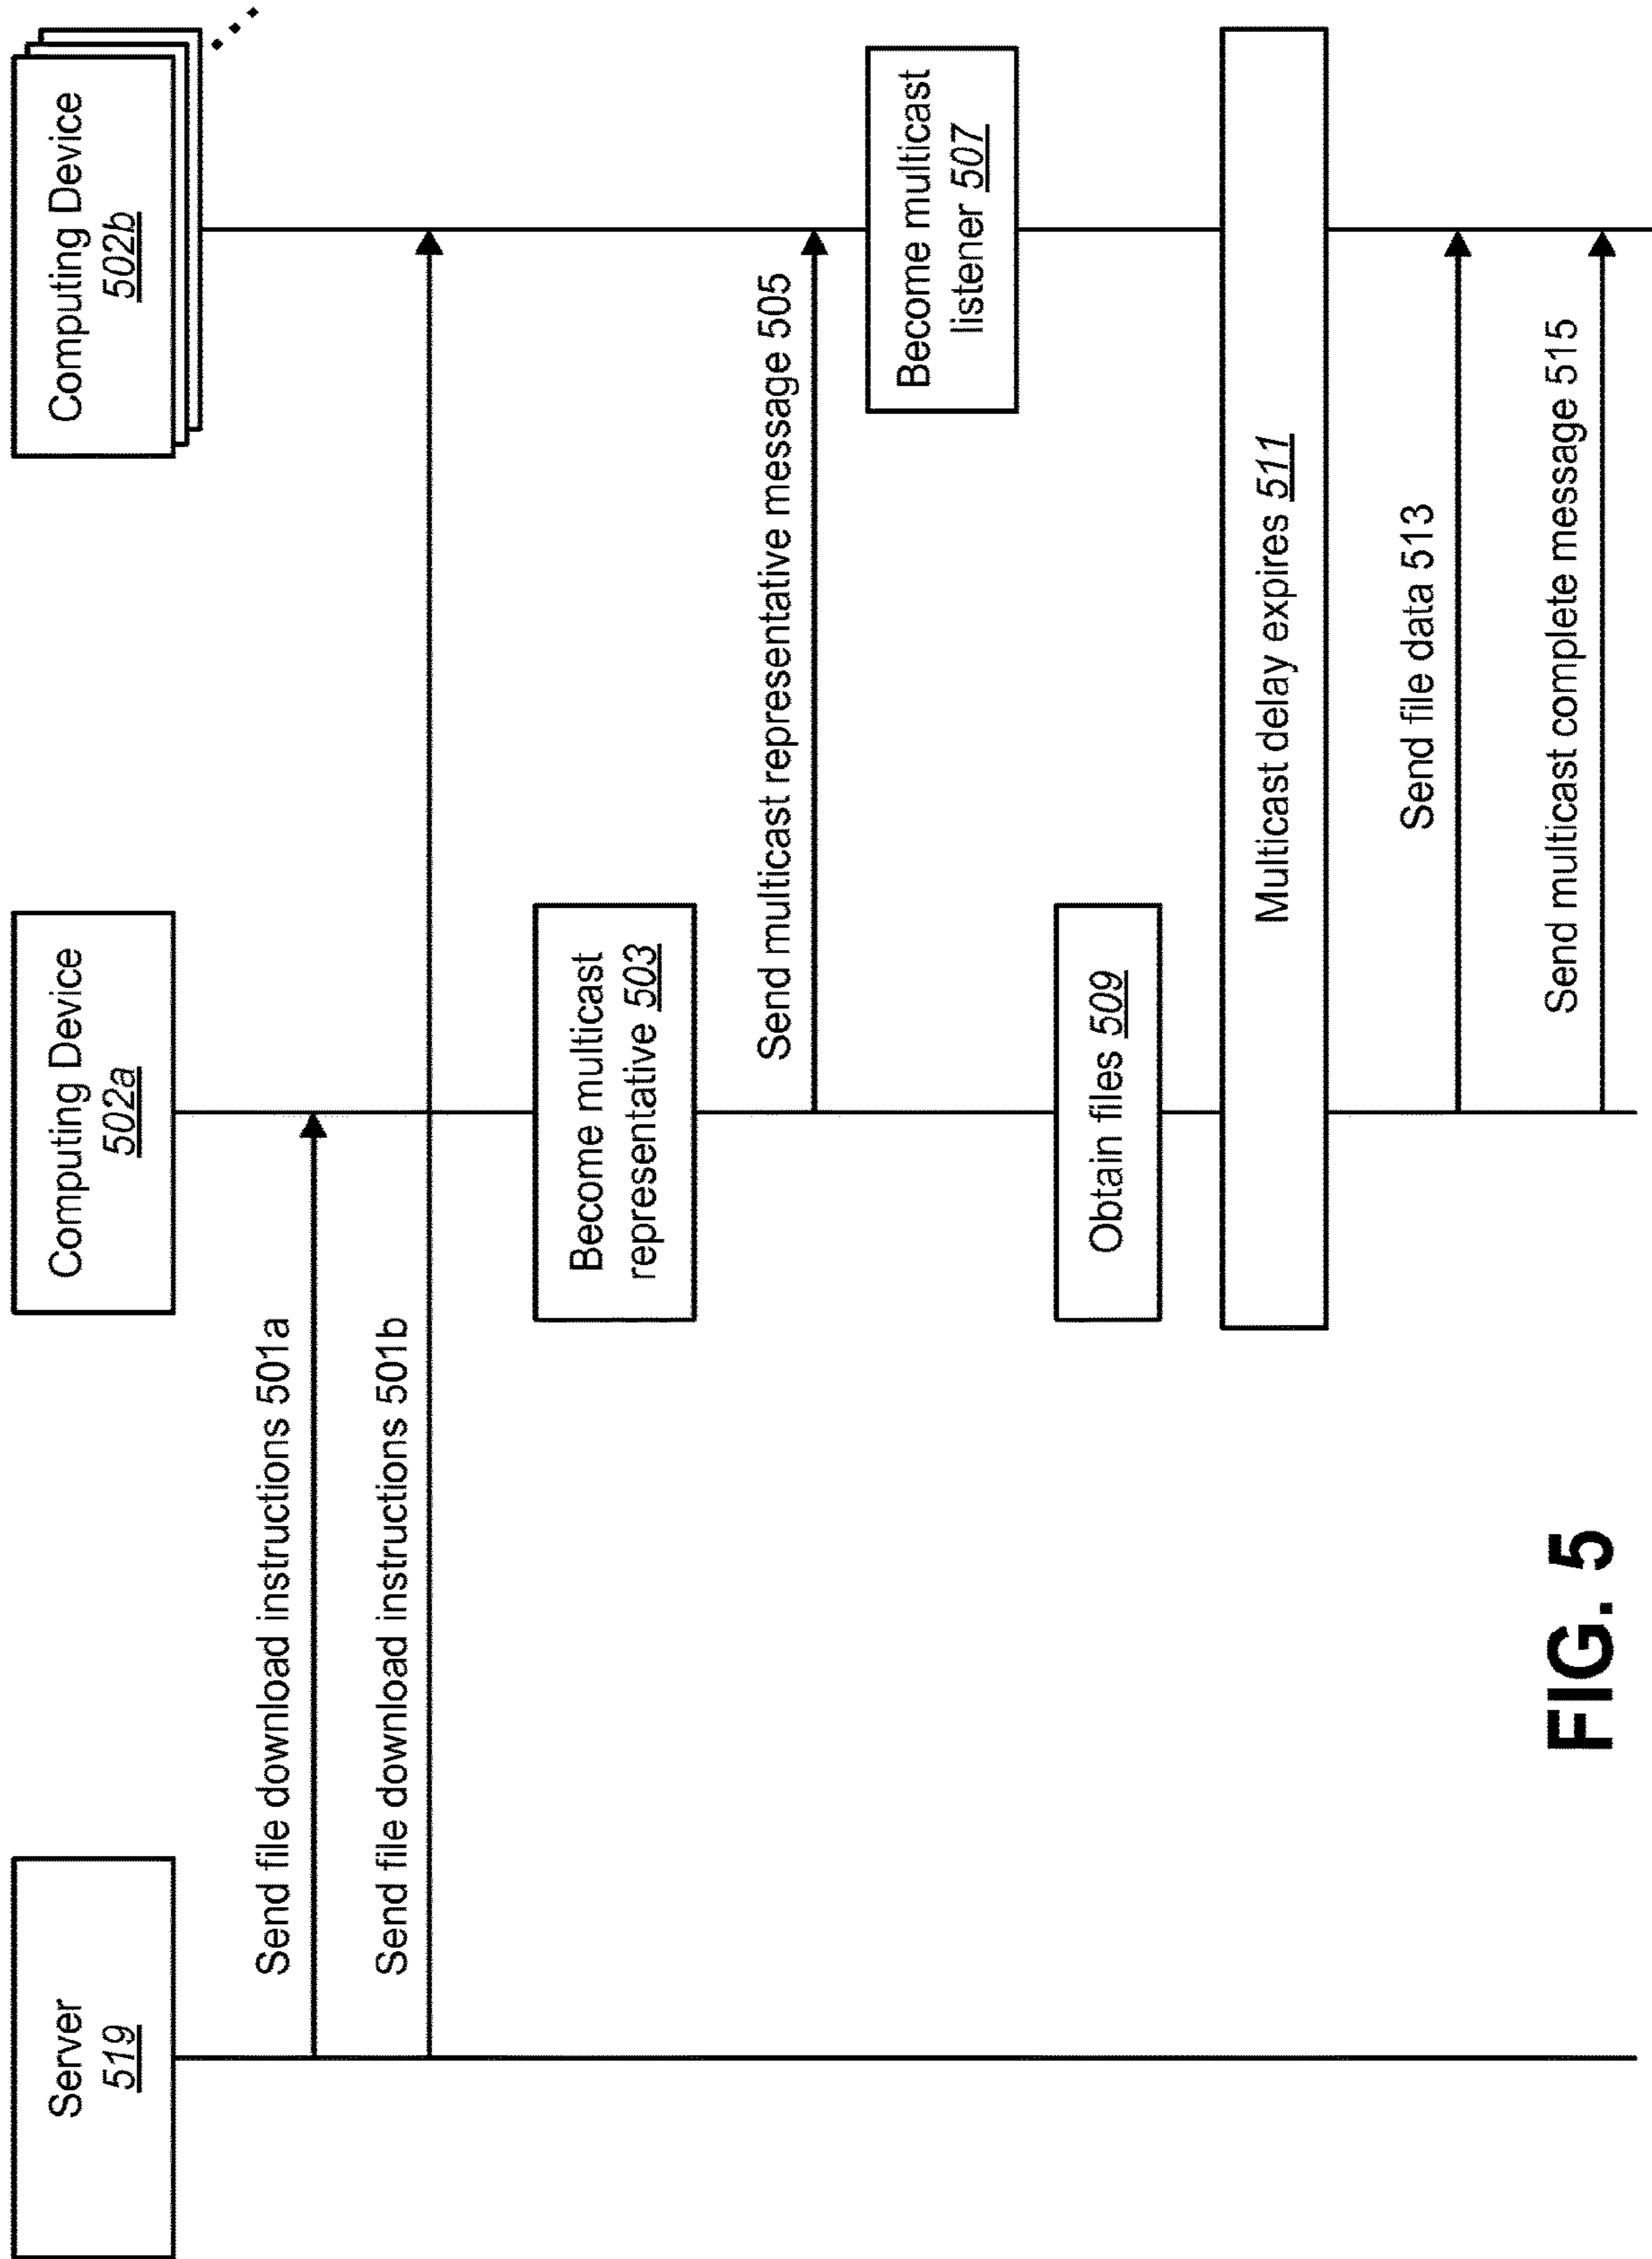 Server
519
Computing Device
502a
Computing Device
502b
Send file download instructions 501a
Send file download instructions 501b
Become multicast
representative 503
Send multicast representative message 505
Become multicast
listener 507
Obtain files 509
Multicast delay expires 511
Send file data 513
Send multicast complete message 515
FIG. 5